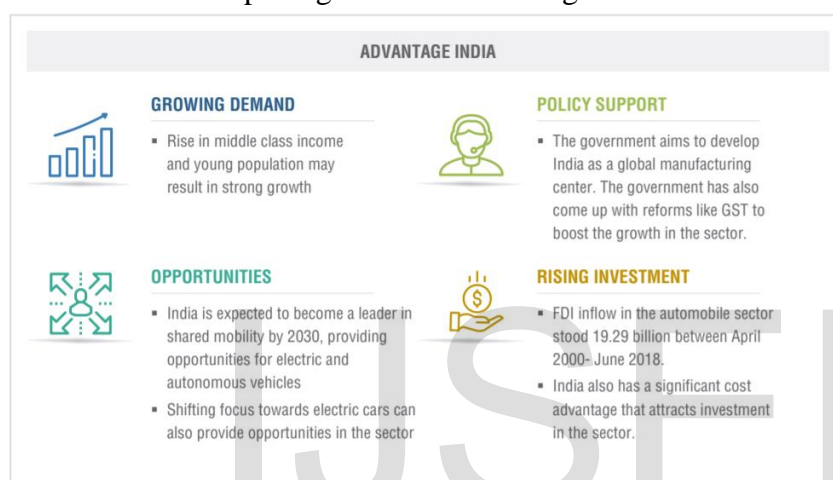 ADVANTAGE INDIA
GROWING DEMAND
▪ Rise in middle class income
and young population may
result in strong growth
POLICY SUPPORT
▪ The government aims to develop
India as a global manufacturing
center. The government has also
come up with reforms like GST to
boost the growth in the sector.
OPPORTUNITIES
▪ India is expected to become a leader in
shared mobility by 2030, providing
opportunities for electric and
autonomous vehicles
▪ Shifting focus towards electric cars can
also provide opportunities in the sector
RISING INVESTMENT
▪ FDI inflow in the automobile sector
stood 19.29 billion between April
2000- June 2018.
▪ India also has a significant cost
advantage that attracts investment
in the sector.
$
IJSE